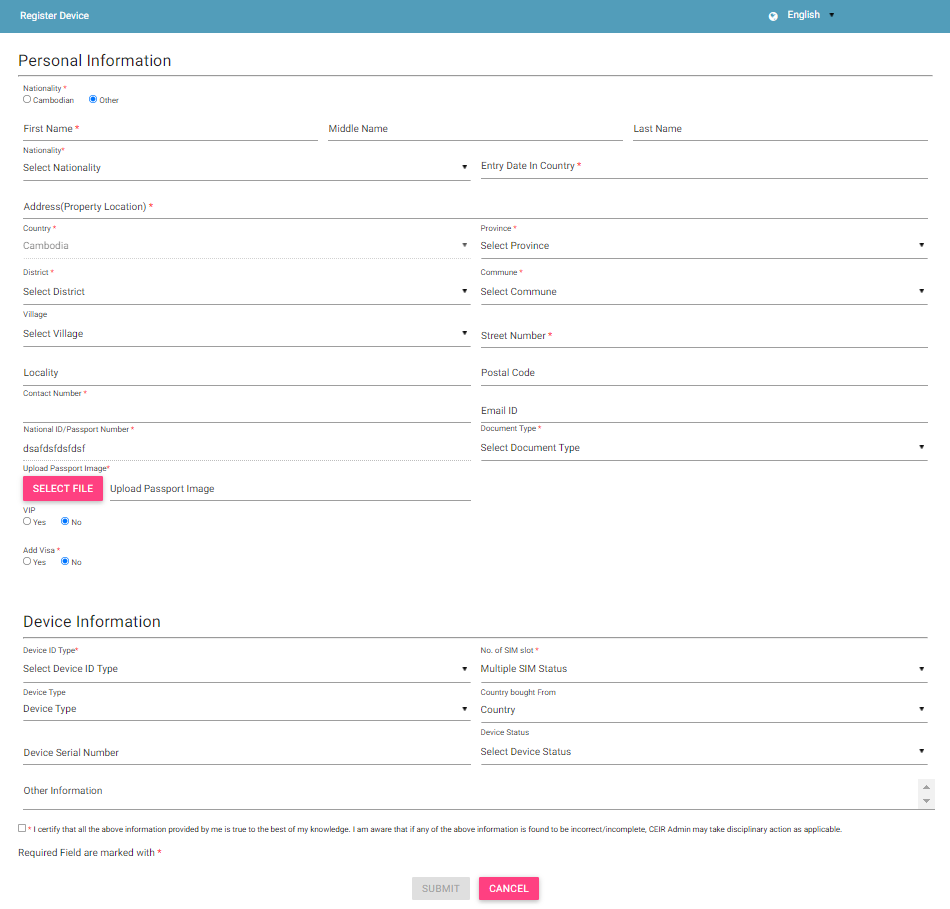 Register Device English
Personal Information
Nationality *
Cambodian Other
First Name * Middle Name Last Name
Nationality*
Select Nationality Entry Date In Country *
Address(Property Location) *
Country * Province *
Cambodia Select Province
District * Commune *
Select District Select Commune
Village
Select Village Street Number *
Locality Postal Code
Contact Number *
Email ID
National ID/Passport Number * Document Type *
dsafdsfdsfdsf Select Document Type
Upload Passport Image*
SELECT FILE Upload Passport Image
VIP
Yes No
Add Visa *
Yes No
Device Information
Device ID Type* No. of SIM slot *
Select Device ID Type Multiple SIM Status
Device Type Country bought From
Device Type Country
Device Status
Device Serial Number Select Device Status
Other Information
* I certify that all the above information provided by me is true to the best of my knowledge. I am aware that if any of the above information is found to be incorrect/incomplete, CEIR Admin may take disciplinary action as applicable.
Required Field are marked with *
SUBMIT CANCEL